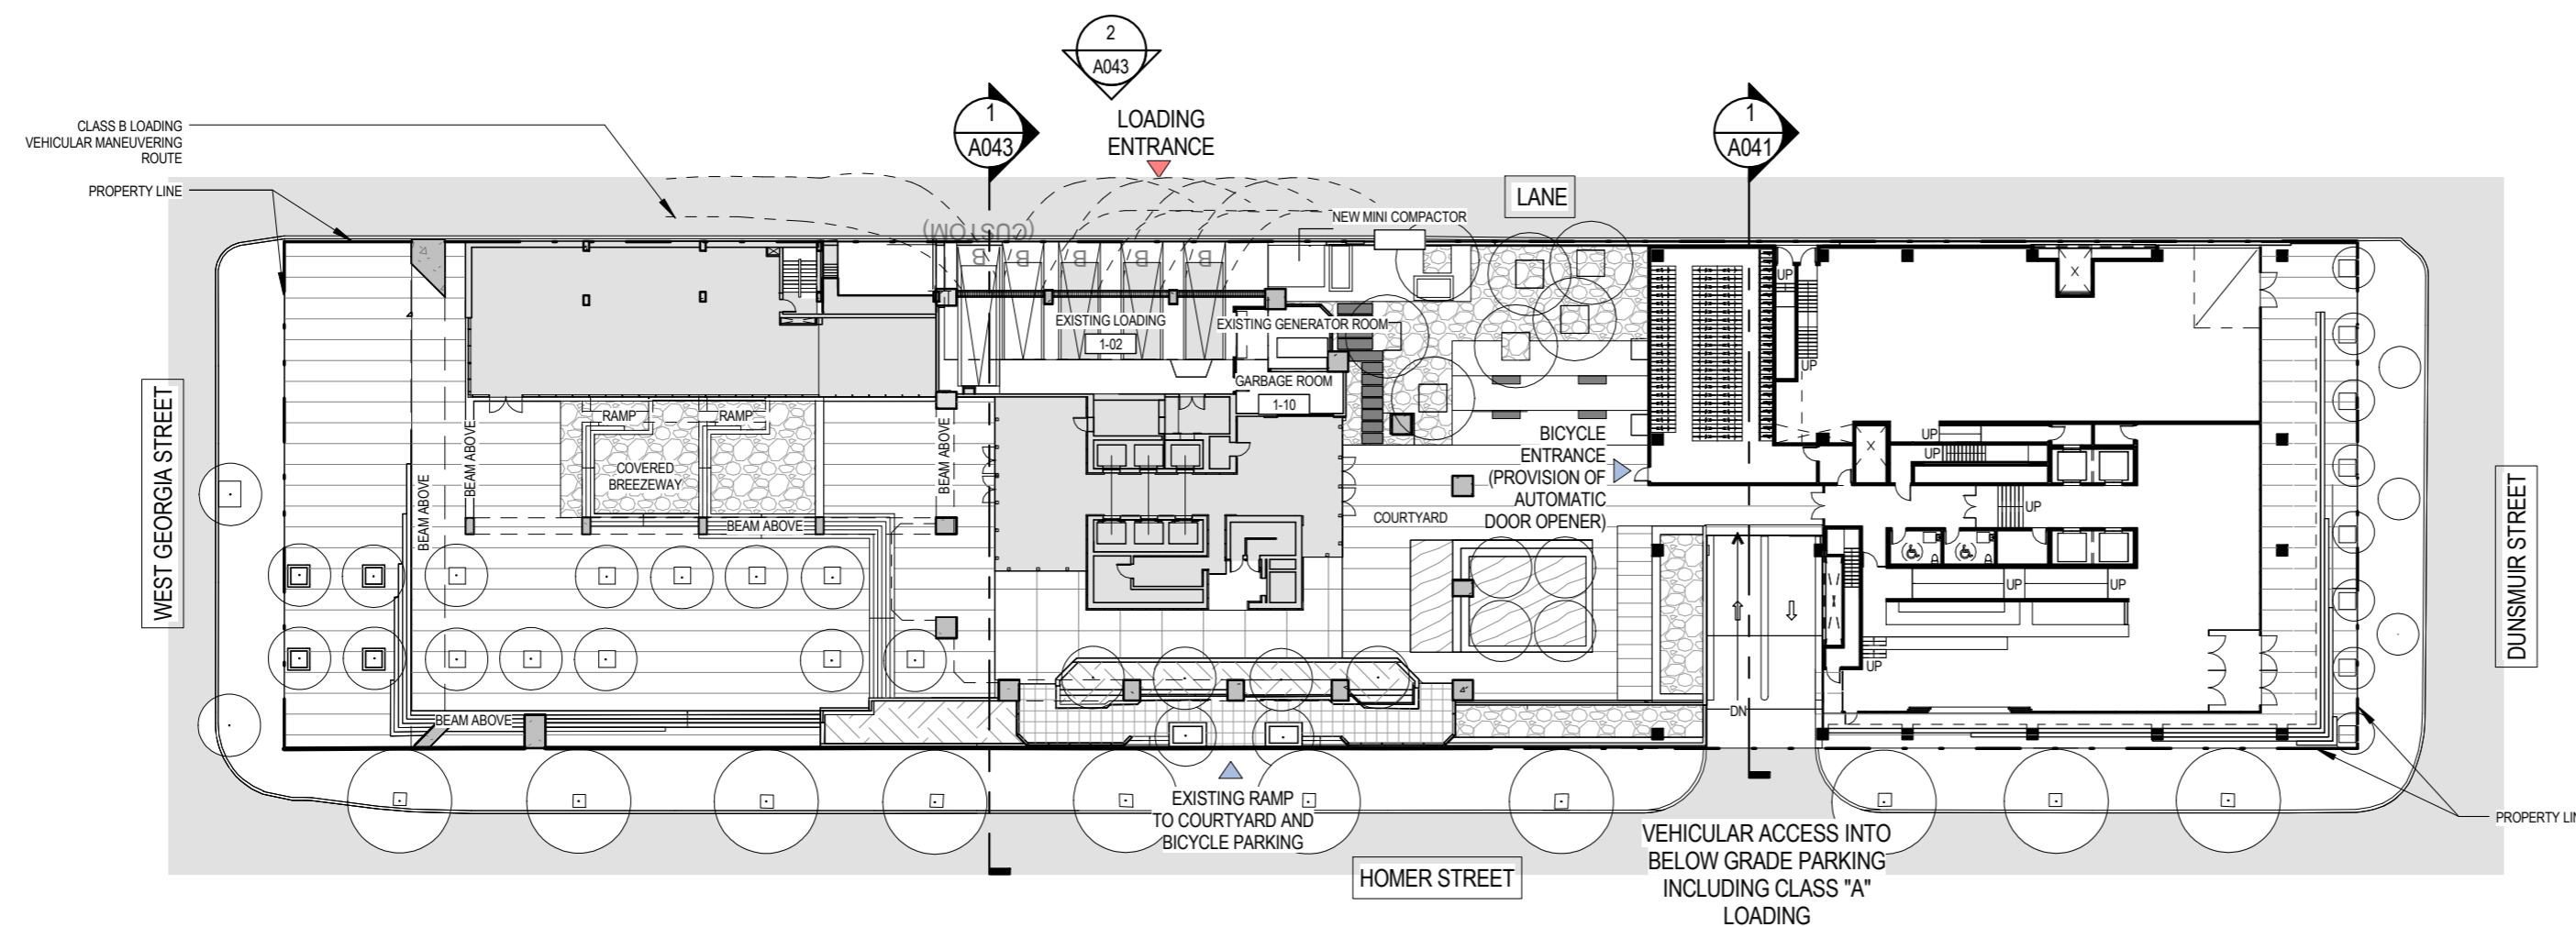 2
A043
1
A043
LOADING
ENTRANCE
1
A041
CLASS B LOADING
VEHICULAR MANEUVERING
ROUTE
PROPERTY LINE
LANE
NEW MINI COMPACTOR
(CUSTOM)
B
B
B
B
B
EXISTING LOADING
1-02
EXISTING GENERATOR ROOM
GARBAGE ROOM
1-10
X
UP
UP
WEST GEORGIA STREET
BEAM ABOVE
BEAM ABOVE
RAMP
RAMP
COVERED
BREEZEWAY
BEAM ABOVE
BEAM ABOVE
BICYCLE
ENTRANCE
(PROVISION OF
AUTOMATIC
DOOR OPENER)
COURTYARD
X
UP
UP
UP
UP
UP
UP
DUNSMUIR STREET
BEAM ABOVE
DN
EXISTING RAMP
TO COURTYARD AND
BICYCLE PARKING
HOMER STREET
VEHICULAR ACCESS INTO
BELOW GRADE PARKING
INCLUDING CLASS "A"
LOADING
PROPERTY